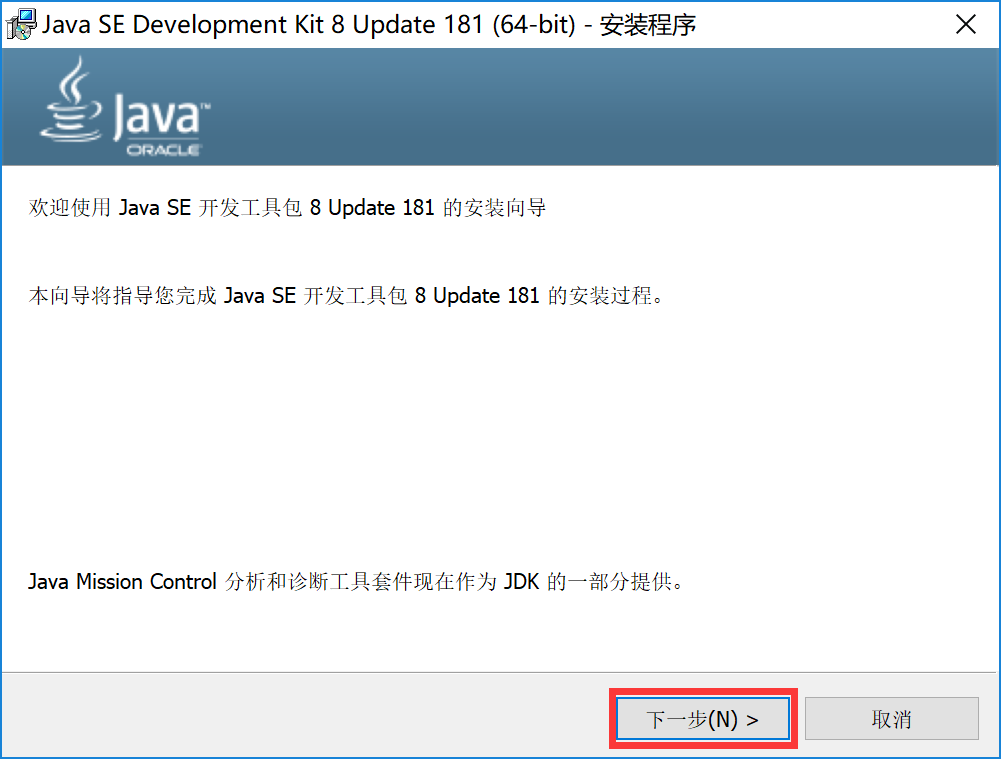 Java SE Development Kit 8 Update 181 (64-bit) - 安装程序
Java™
ORACLE
欢迎使用 Java SE 开发工具包 8 Update 181 的安装向导
本向导将指导您完成 Java SE 开发工具包 8 Update 181 的安装过程。
Java Mission Control 分析和诊断工具套件现在作为 JDK 的一部分提供。
下一步(N) >
取消